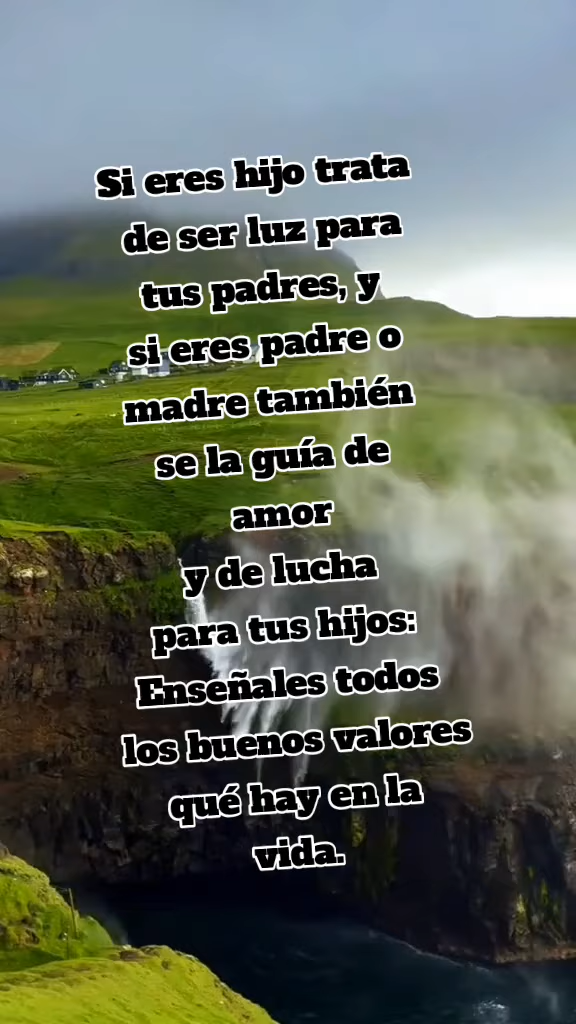 Si eres hijo trata
de ser luz para
tus padres, y
si eres padre o
madre también
se la guía de
amor
y de lucha
para tus hijos:
Enseñales todos
los buenos valores
qué hay en la
vida.